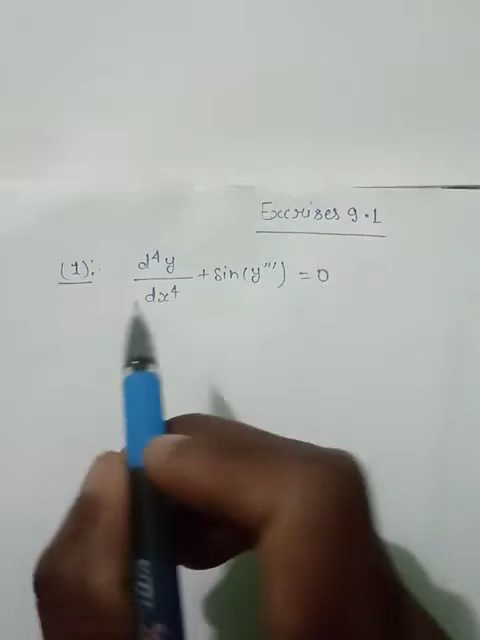 Excrises 9.1
(1):- d⁴y/dx⁴ + sin(y''') = 0